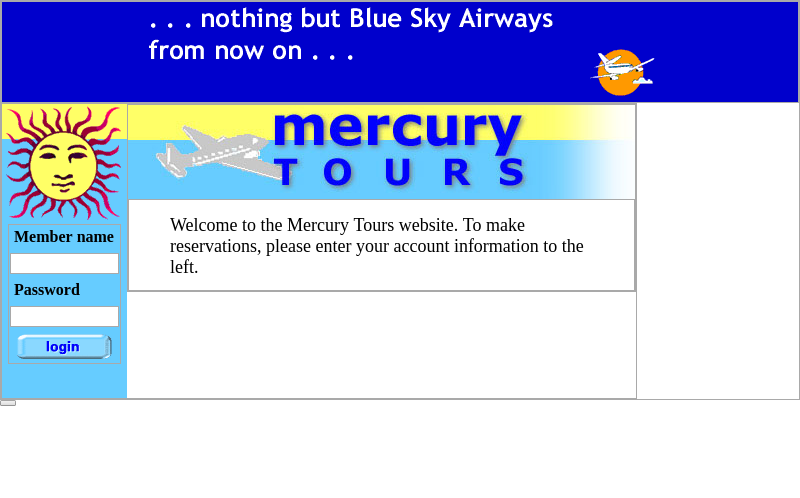 . . . nothing but Blue Sky Airways
from now on . . .
mercury
TOURS
Member name
Password
login
Welcome to the Mercury Tours website. To make
reservations, please enter your account information to the
left.